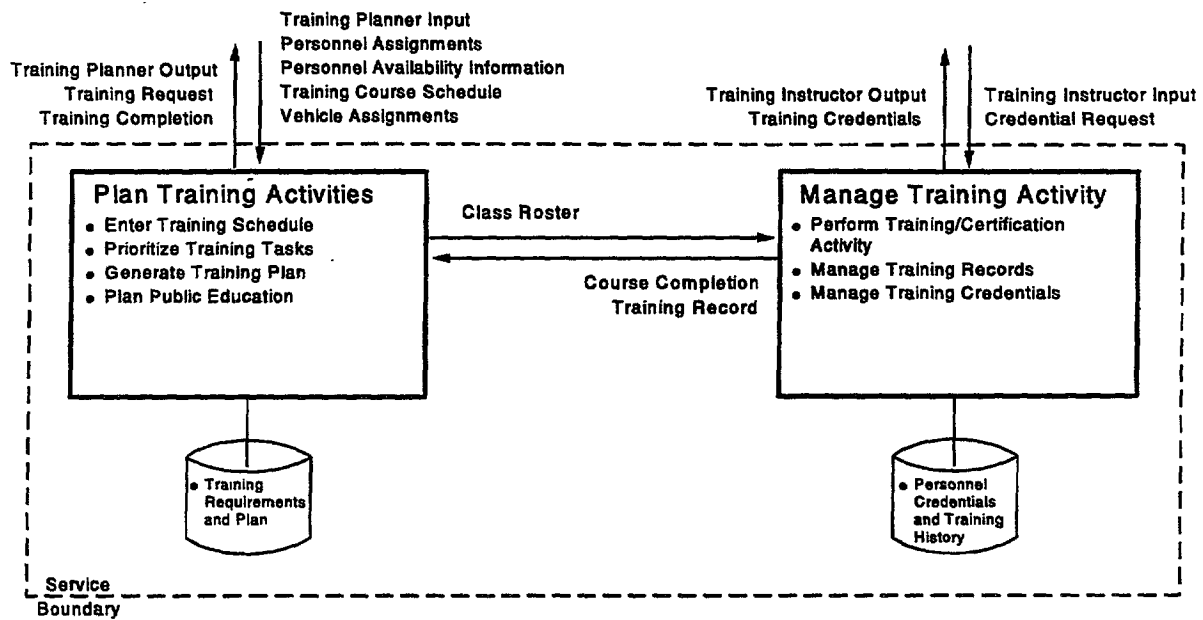 Training Planner Output
Training Request
Training Completion
Training Planner Input
Personnel Assignments
Personnel Availability Information
Training Course Schedule
Vehicle Assignments
Training Instructor Output
Training Credentials
Training Instructor Input
Credential Request
Plan Training Activities
• Enter Training Schedule
• Prioritize Training Tasks
• Generate Training Plan
• Plan Public Education
Class Roster
Course Completion
Training Record
Manage Training Activity
• Perform Training/Certification
Activity
• Manage Training Records
• Manage Training Credentials
• Training
Requirements
and Plan
• Personnel
Credentials
and Training
History
Service
Boundary